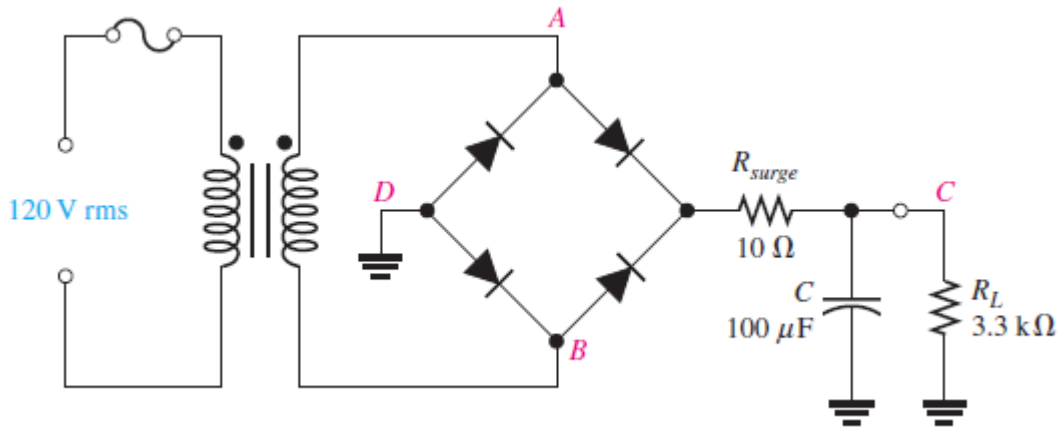 A
D
B
120 V rms
R_surge
10 Ω
C
C
100 μF
R_L
3.3 kΩ